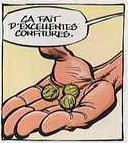 ÇA FAIT
D'EXCELLENTES
CONFITURES.